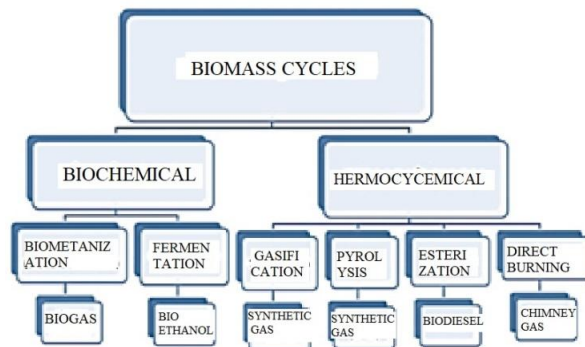 BIOMASS CYCLES
BIOCHEMICAL
HERMOCYCEMICAL
BIOMETANIZ
ATION
FERMEN
TATION
GASIFI
CATION
PYROL
YSIS
ESTERI
ZATION
DIRECT
BURNING
BIOGAS
BIO
ETHANOL
SYNTHETIC
GAS
SYNTHETIC
GAS
BIODIESEL
CHIMNEY
GAS